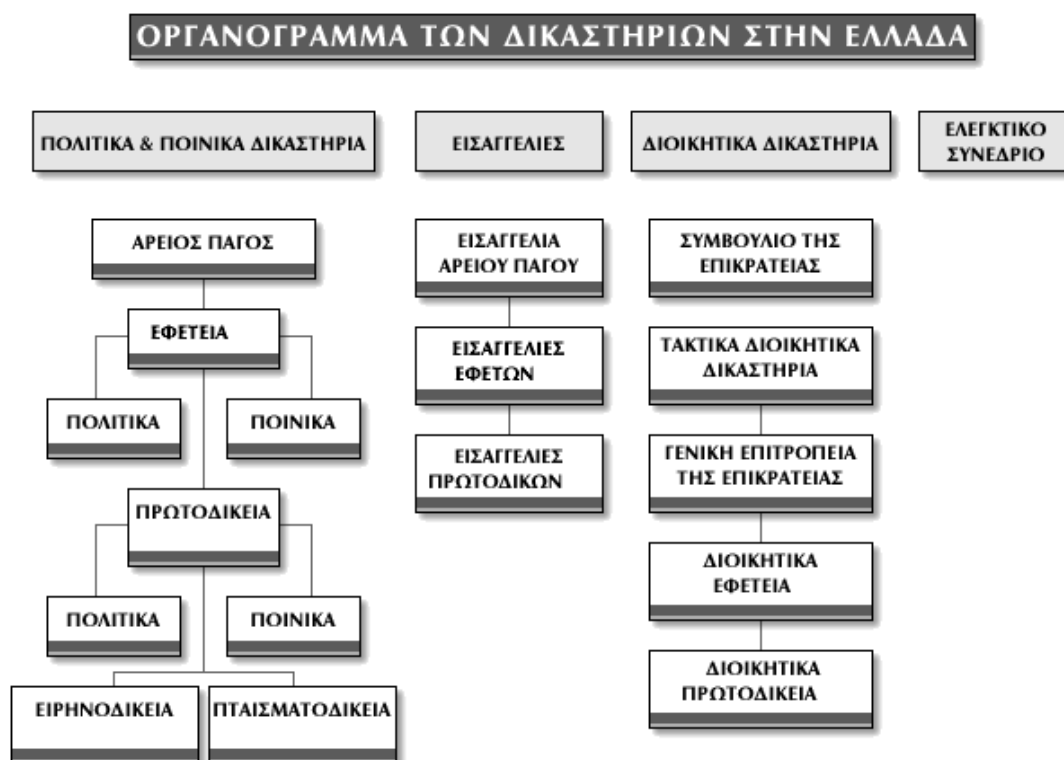 ΟΡΓΑΝΟΓΡΑΜΜΑ ΤΩΝ ΔΙΚΑΣΤΗΡΙΩΝ ΣΤΗΝ ΕΛΛΑΔΑ
ΠΟΛΙΤΙΚΑ & ΠΟΙΝΙΚΑ ΔΙΚΑΣΤΗΡΙΑ
ΕΙΣΑΓΓΕΛΙΕΣ
ΔΙΟΙΚΗΤΙΚΑ ΔΙΚΑΣΤΗΡΙΑ
ΕΛΕΓΚΤΙΚΟ
ΣΥΝΕΔΡΙΟ
ΑΡΕΙΟΣ ΠΑΓΟΣ
ΕΦΕΤΕΙΑ
ΠΟΛΙΤΙΚΑ
ΠΟΙΝΙΚΑ
ΠΡΩΤΟΔΙΚΕΙΑ
ΠΟΛΙΤΙΚΑ
ΠΟΙΝΙΚΑ
ΕΙΡΗΝΟΔΙΚΕΙΑ
ΠΤΑΙΣΜΑΤΟΔΙΚΕΙΑ
ΕΙΣΑΓΓΕΛΙΑ
ΑΡΕΙΟΥ ΠΑΓΟΥ
ΕΙΣΑΓΓΕΛΙΕΣ
ΕΦΕΤΩΝ
ΕΙΣΑΓΓΕΛΙΕΣ
ΠΡΩΤΟΔΙΚΩΝ
ΣΥΜΒΟΥΛΙΟ ΤΗΣ
ΕΠΙΚΡΑΤΕΙΑΣ
ΤΑΚΤΙΚΑ ΔΙΟΙΚΗΤΙΚΑ
ΔΙΚΑΣΤΗΡΙΑ
ΓΕΝΙΚΗ ΕΠΙΤΡΟΠΕΙΑ
ΤΗΣ ΕΠΙΚΡΑΤΕΙΑΣ
ΔΙΟΙΚΗΤΙΚΑ
ΕΦΕΤΕΙΑ
ΔΙΟΙΚΗΤΙΚΑ
ΠΡΩΤΟΔΙΚΕΙΑ